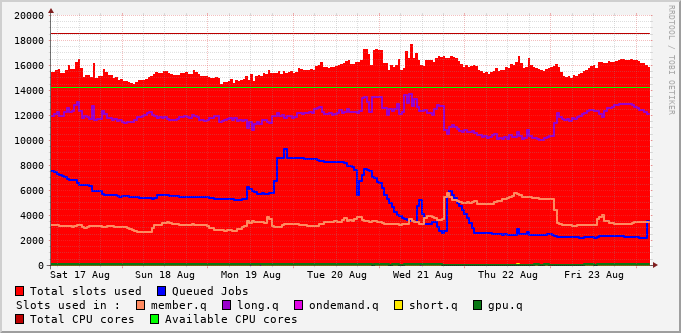 20000
18000
16000
14000
12000
10000
8000
6000
4000
2000
0
Sat 17 Aug Sun 18 Aug Mon 19 Aug Tue 20 Aug Wed 21 Aug Thu 22 Aug Fri 23 Aug
Total slots used Queued Jobs
Slots used in : member.q long.q ondemand.q short.q gpu.q
Total CPU cores Available CPU cores
RRDTOOL / TOBI OETIKER